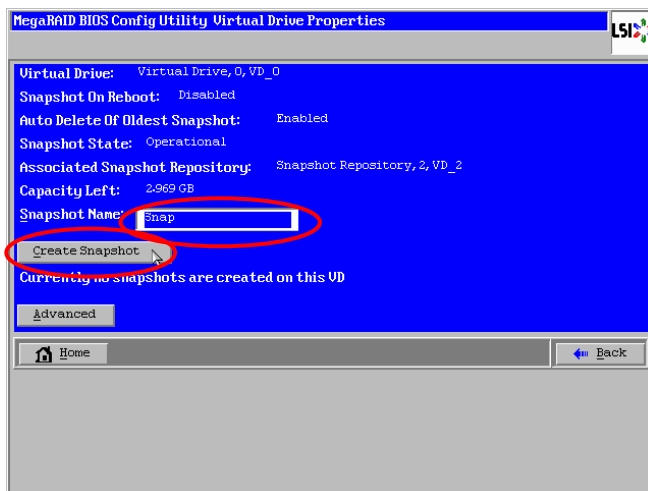 MegaRAID BIOS Config Utility Virtual Drive Properties
LSI
Virtual Drive: Virtual Drive, 0, VD_0
Snapshot On Reboot: Disabled
Auto Delete Of Oldest Snapshot: Enabled
Snapshot State: Operational
Associated Snapshot Repository: Snapshot Repository, 2, VD_2
Capacity Left: 2.969 GB
Snapshot Name: Snap
Create Snapshot
Currently no snapshots are created on this VD
Advanced
Home Back